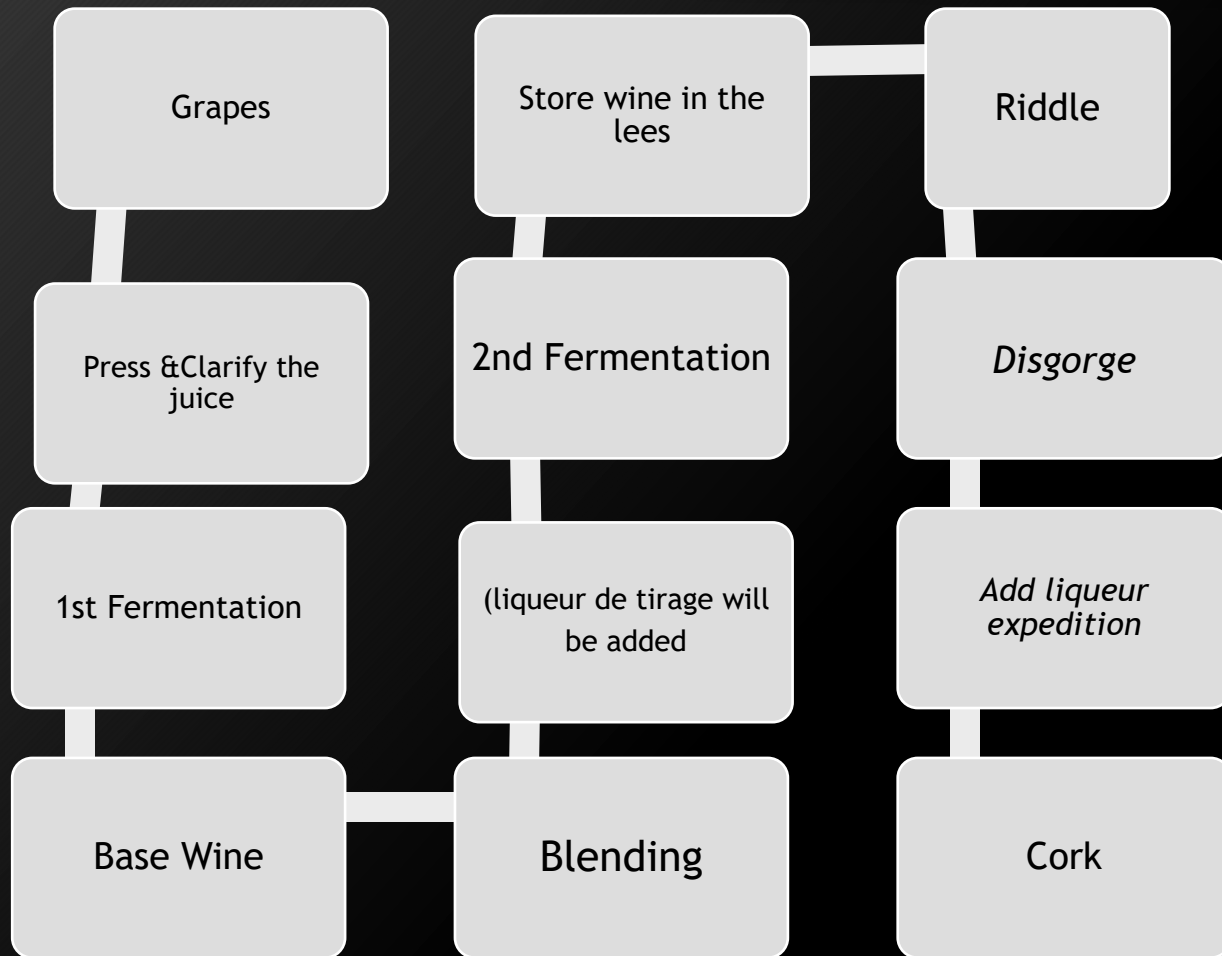 Grapes
Press &Clarify the
juice
1st Fermentation
Base Wine
Blending
(liqueur de tirage will
be added
2nd Fermentation
Store wine in the
lees
Riddle
Disgorge
Add liqueur
expedition
Cork